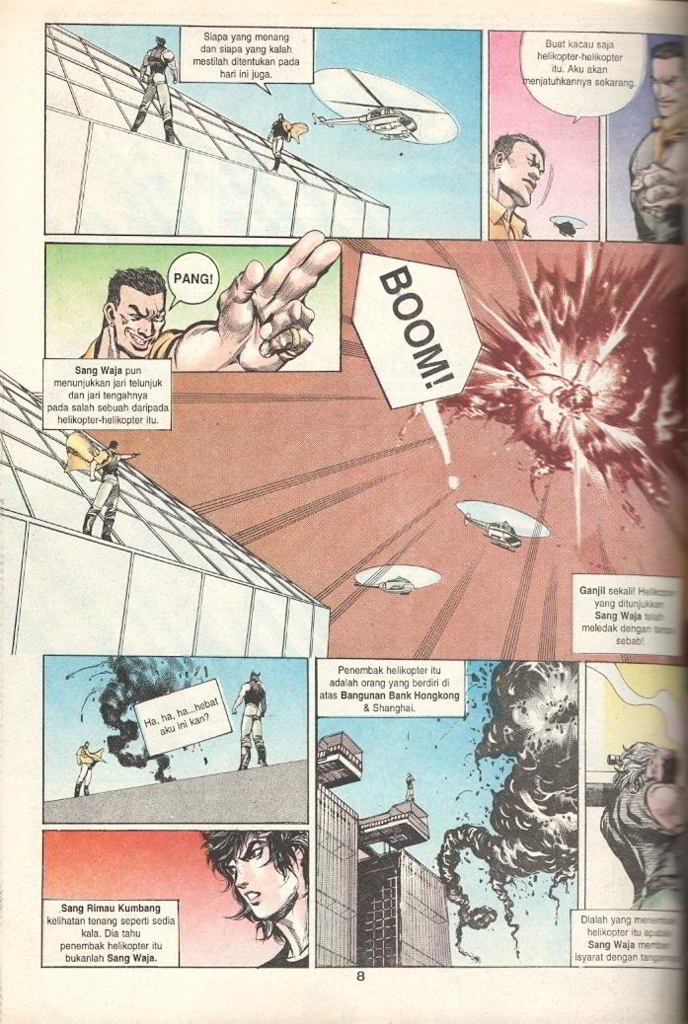 Siapa yang menang
dan siapa yang kalah
mestilah ditentukan pada
hari ini juga.
Buat kacau saja
helikopter-helikopter
itu. Aku akan
menjatuhkannya sekarang.
PANG!
Sang Waja pun
menunjukkan jari telunjuk
dan jari tengahnya
pada salah sebuah daripada
helikopter-helikopter itu.
BOOM!
Ganjil sekali!
yang ditunjukkan
Sang Waja telah
meledak dengan tanpa
sebab!
Ha, ha, ha...hebat
aku ini kan?
Sang Rimau Kumbang
kelihatan tenang seperti sedia
kala. Dia tahu
penembak helikopter itu
bukanlah Sang Waja.
Penembak helikopter itu
adalah orang yang berdiri di
atas Bangunan Bank Hongkong
& Shanghai.
Dialah yang
helikopter itu
Sang Waja
isyarat dengan
8